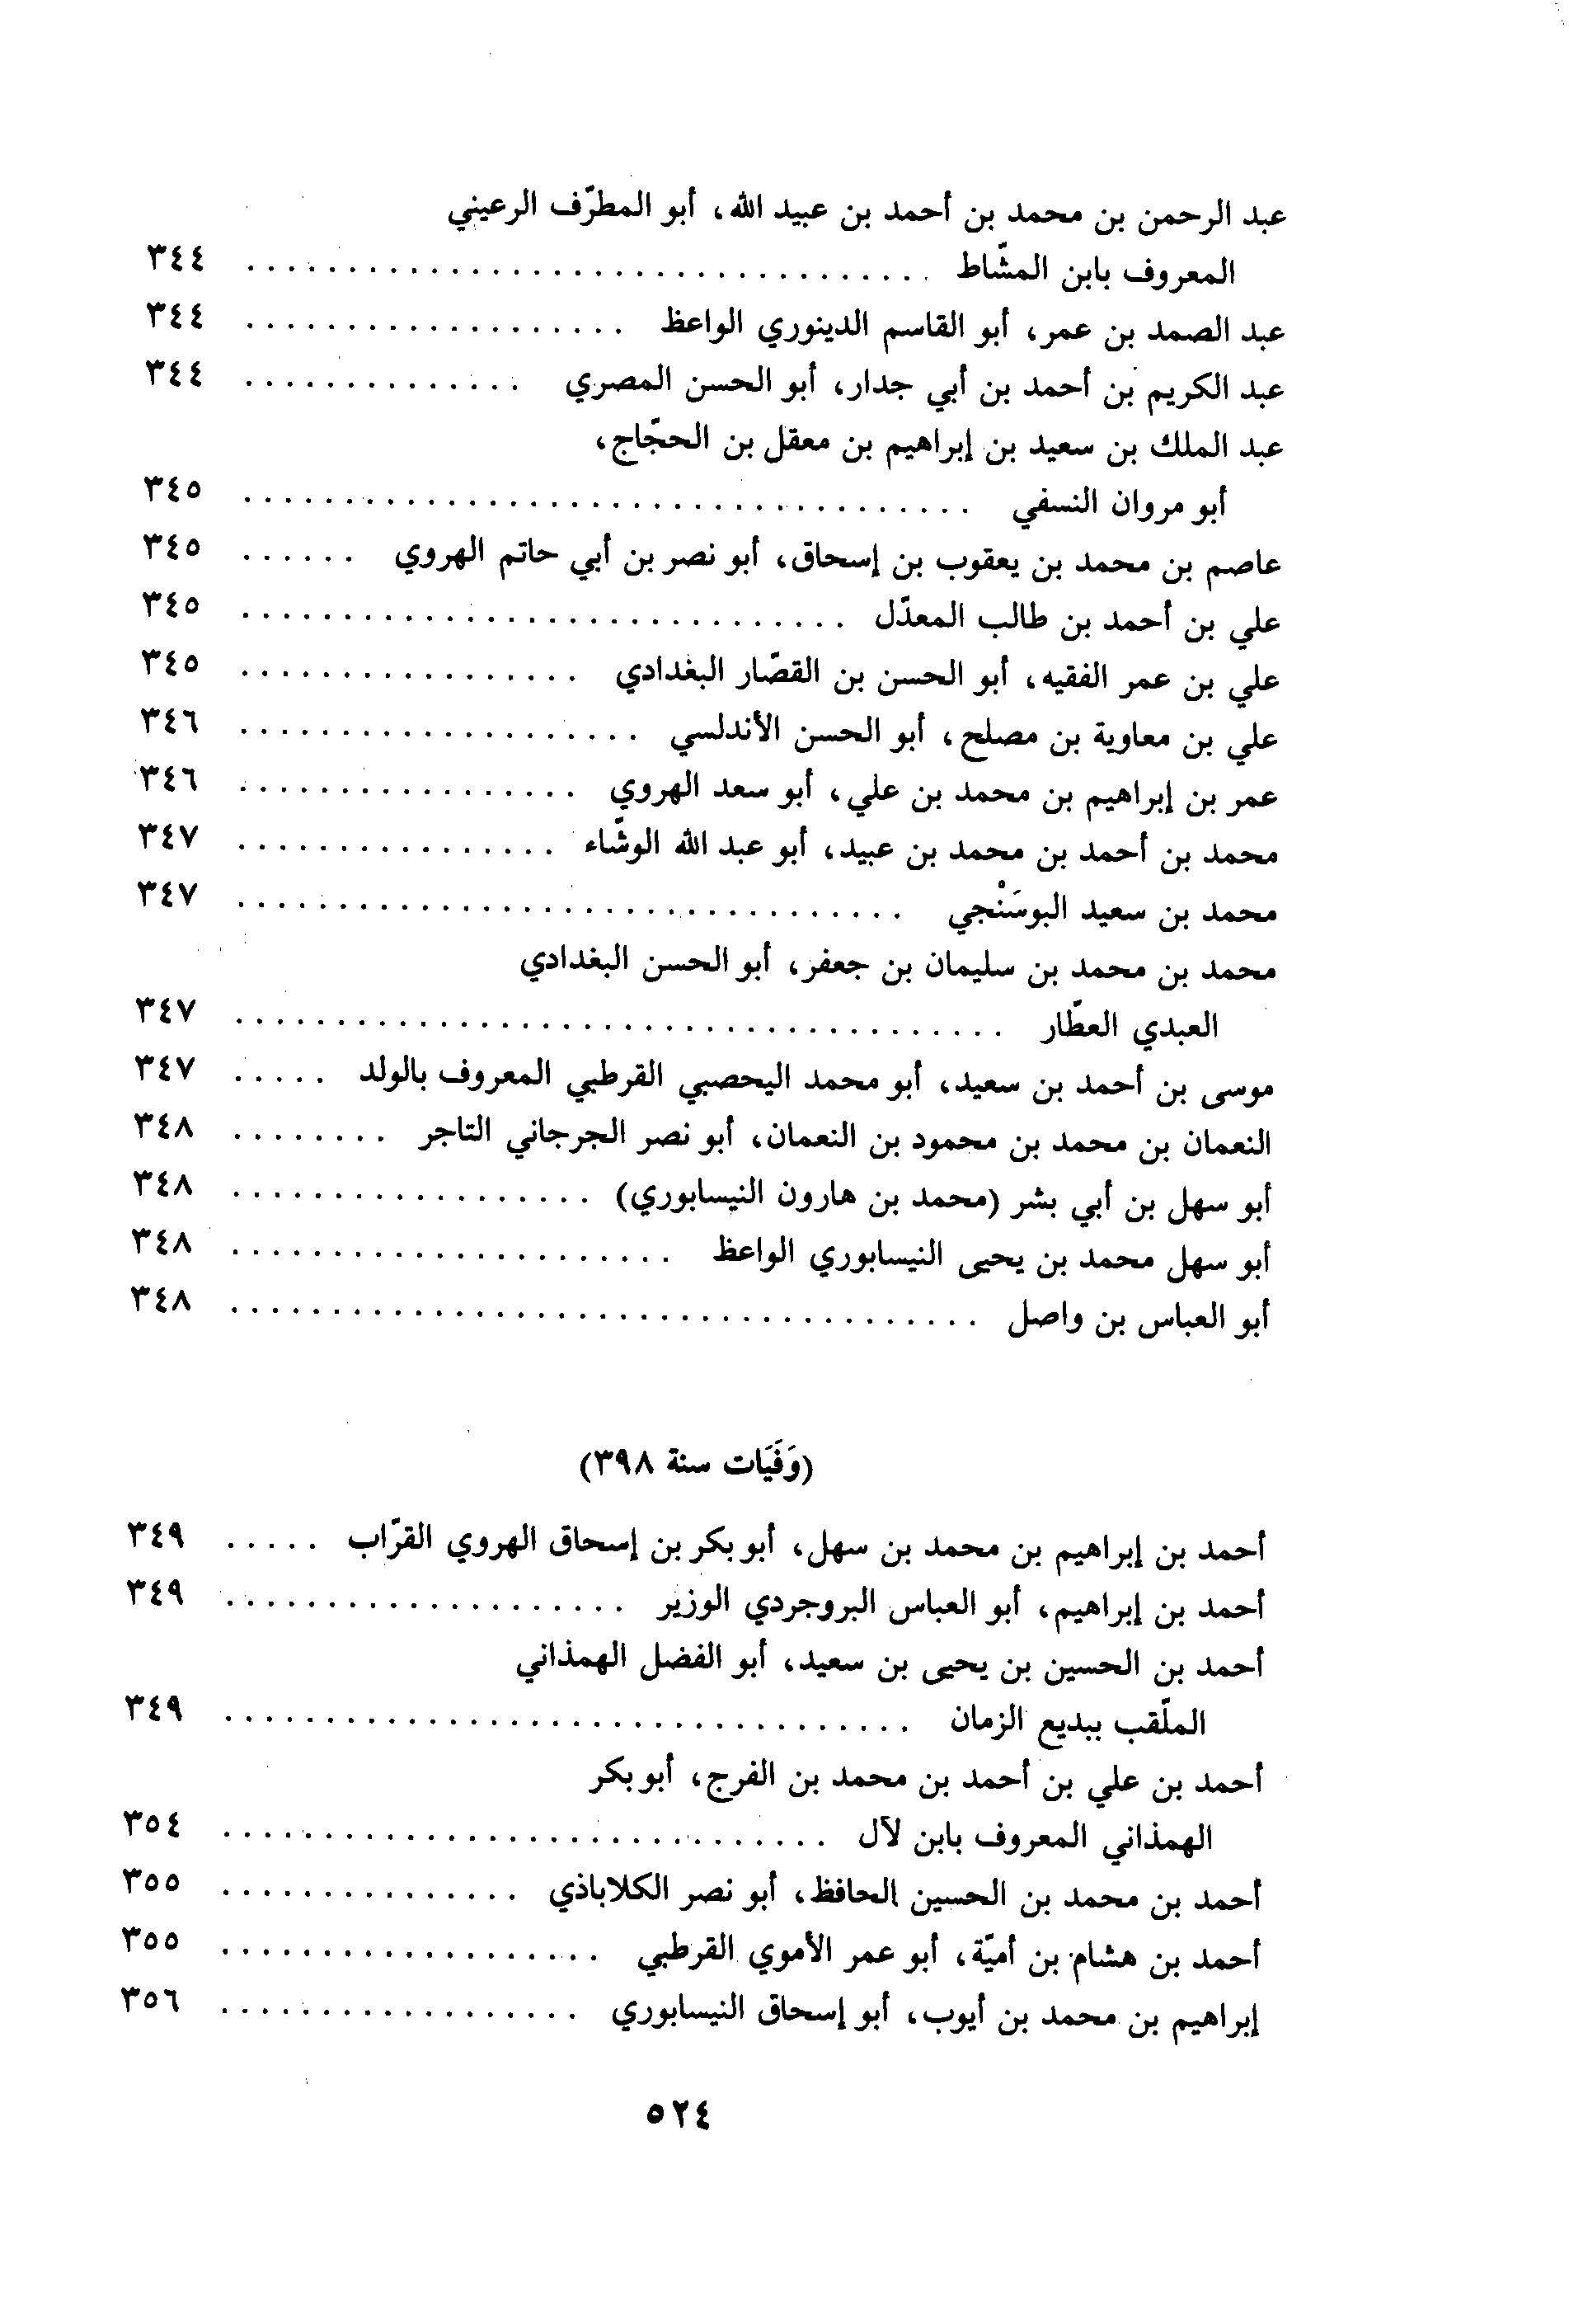 عبد الرحمن بن محمد بن أحمد بن عبيد الله، أبو المطرّف الرعيني
المعروف بابن المشّاط . . . . . . . . . . . . . . . . . . . . ٣٤٤
عبد الصمد بن عمر، أبو القاسم الدينوري الواعظ . . . . . . . . . . . . . ٣٤٤
عبد الكريم بن أحمد بن أبي جدار، أبو الحسن المصري . . . . . . . . . . . ٣٤٤
عبد الملك بن سعيد بن إبراهيم بن معقل بن الحجّاج،
أبو مروان النسفي . . . . . . . . . . . . . . . . . . . . ٣٤٥
عاصم بن محمد بن يعقوب بن إسحاق، أبو نصر بن أبي حاتم الهروي . . . . . . ٣٤٥
علي بن أحمد بن طالب المعدّل . . . . . . . . . . . . . . . . . . ٣٤٥
علي بن عمر الفقيه، أبو الحسن بن القصّار البغدادي . . . . . . . . . . . . ٣٤٥
علي بن معاوية بن مصلح، أبو الحسن الأندلسي . . . . . . . . . . . . . ٣٤٦
عمر بن إبراهيم بن محمد بن علي، أبو سعد الهروي . . . . . . . . . . . . ٣٤٦
محمد بن أحمد بن محمد بن عبيد، أبو عبد الله الوشّاء . . . . . . . . . . . ٣٤٧
محمد بن سعيد البوسَنْجي . . . . . . . . . . . . . . . . . . . ٣٤٧
محمد بن محمد بن سليمان بن جعفر، أبو الحسن البغدادي
العبدي العطّار . . . . . . . . . . . . . . . . . . . . . ٣٤٧
موسى بن أحمد بن سعيد، أبو محمد اليحصبي القرطبي المعروف بالولد . . . . . ٣٤٧
النعمان بن محمد بن محمود بن النعمان، أبو نصر الجرجاني التاجر . . . . . . . . ٣٤٨
أبو سهل بن أبي بشر (محمد بن هارون النيسابوري) . . . . . . . . . . . . ٣٤٨
أبو سهل محمد بن يحيى النيسابوري الواعظ . . . . . . . . . . . . . . ٣٤٨
أبو العباس بن واصل . . . . . . . . . . . . . . . . . . . . ٣٤٨
(وَفَيَات سنة ٣٩٨)
أحمد بن إبراهيم بن محمد بن سهل، أبو بكر بن إسحاق الهروي القرّاب . . . . . ٣٤٩
أحمد بن إبراهيم، أبو العباس البروجردي الوزير . . . . . . . . . . . . . ٣٤٩
أحمد بن الحسين بن يحيى بن سعيد، أبو الفضل الهمذاني
الملّقب ببديع الزمان . . . . . . . . . . . . . . . . . . . ٣٤٩
أحمد بن علي بن أحمد بن محمد بن الفرج، أبو بكر
الهمذاني المعروف بابن لآل . . . . . . . . . . . . . . . . . . ٣٥٤
أحمد بن محمد بن الحسين الحافظ، أبو نصر الكلاباذي . . . . . . . . . . . ٣٥٥
أحمد بن هشام بن أميّة، أبو عمر الأموي القرطبي . . . . . . . . . . . . . ٣٥٥
إبراهيم بن محمد بن أيوب، أبو إسحاق النيسابوري . . . . . . . . . . . . ٣٥٦
٥٢٤